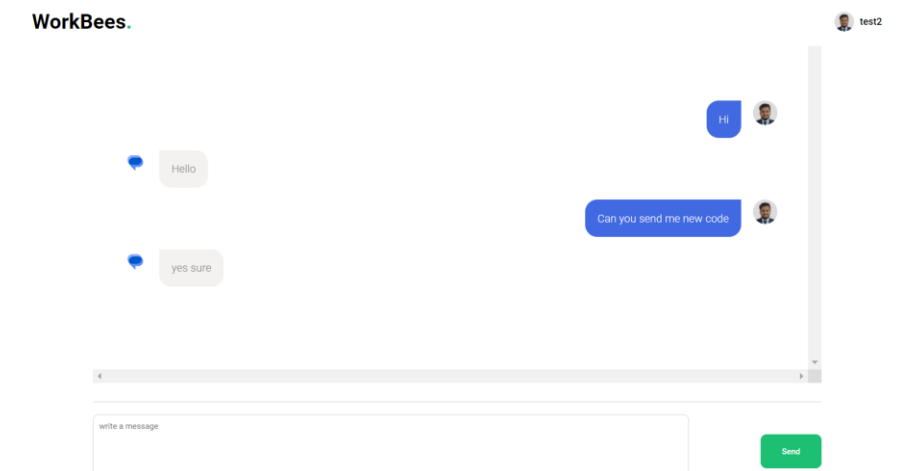 WorkBees.
test2
Hi
Hello
Can you send me new code
yes sure
write a message
Send